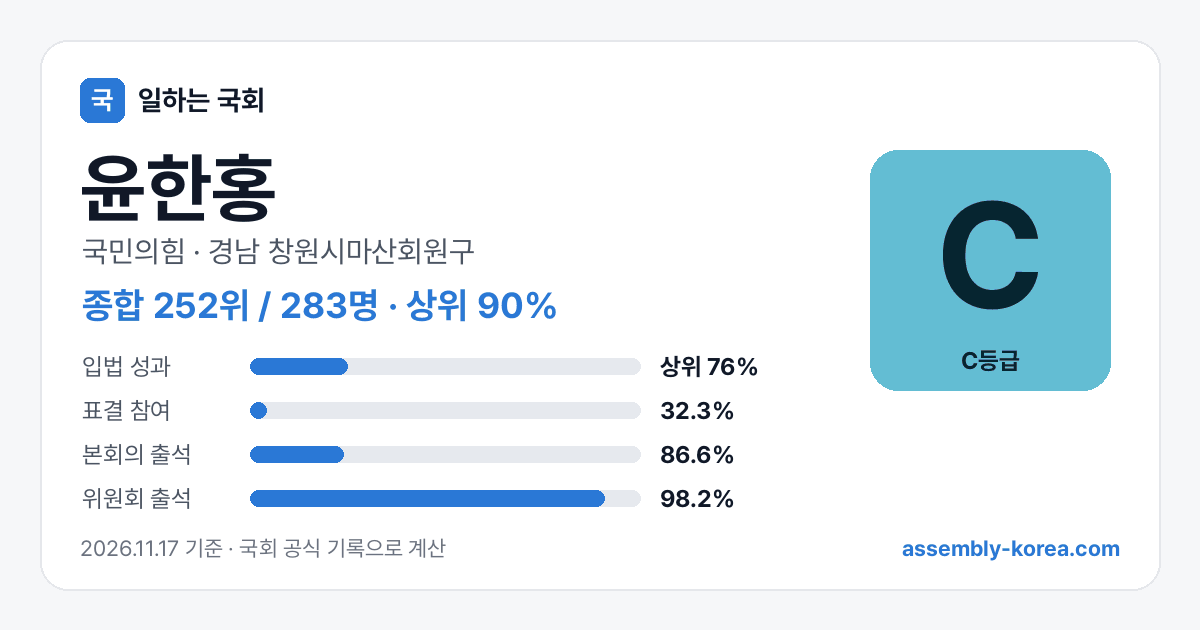 국 일하는 국회
윤한홍
국민의힘 · 경남 창원시마산회원구
종합 252위 / 283명 · 상위 90%
C
C등급
입법 성과 상위 76%
표결 참여 32.3%
본회의 출석 86.6%
위원회 출석 98.2%
2026.11.17 기준 · 국회 공식 기록으로 계산
assembly-korea.com